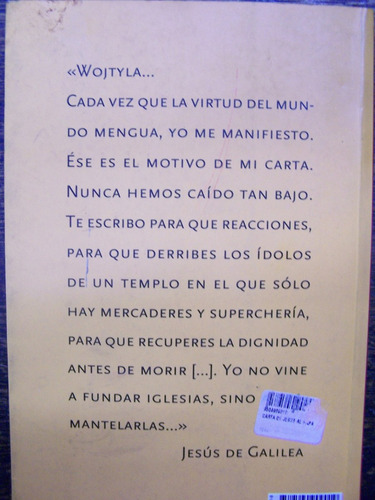 «WOJTYLA...
CADA VEZ QUE LA VIRTUD DEL MUN-
DO MENGUA, YO ME MANIFIESTO.
ÉSE ES EL MOTIVO DE MI CARTA.
NUNCA HEMOS CAÍDO TAN BAJO.
TE ESCRIBO PARA QUE REACCIONES,
PARA QUE DERRIBES LOS ÍDOLOS
DE UN TEMPLO EN EL QUE SÓLO
HAY MERCADERES Y SUPERCHERÍA,
PARA QUE RECUPERES LA DIGNIDAD
ANTES DE MORIR [...]. YO NO VINE
A FUNDAR IGLESIAS, SINO
MANTELARLAS...»
JESÚS DE GALILEA